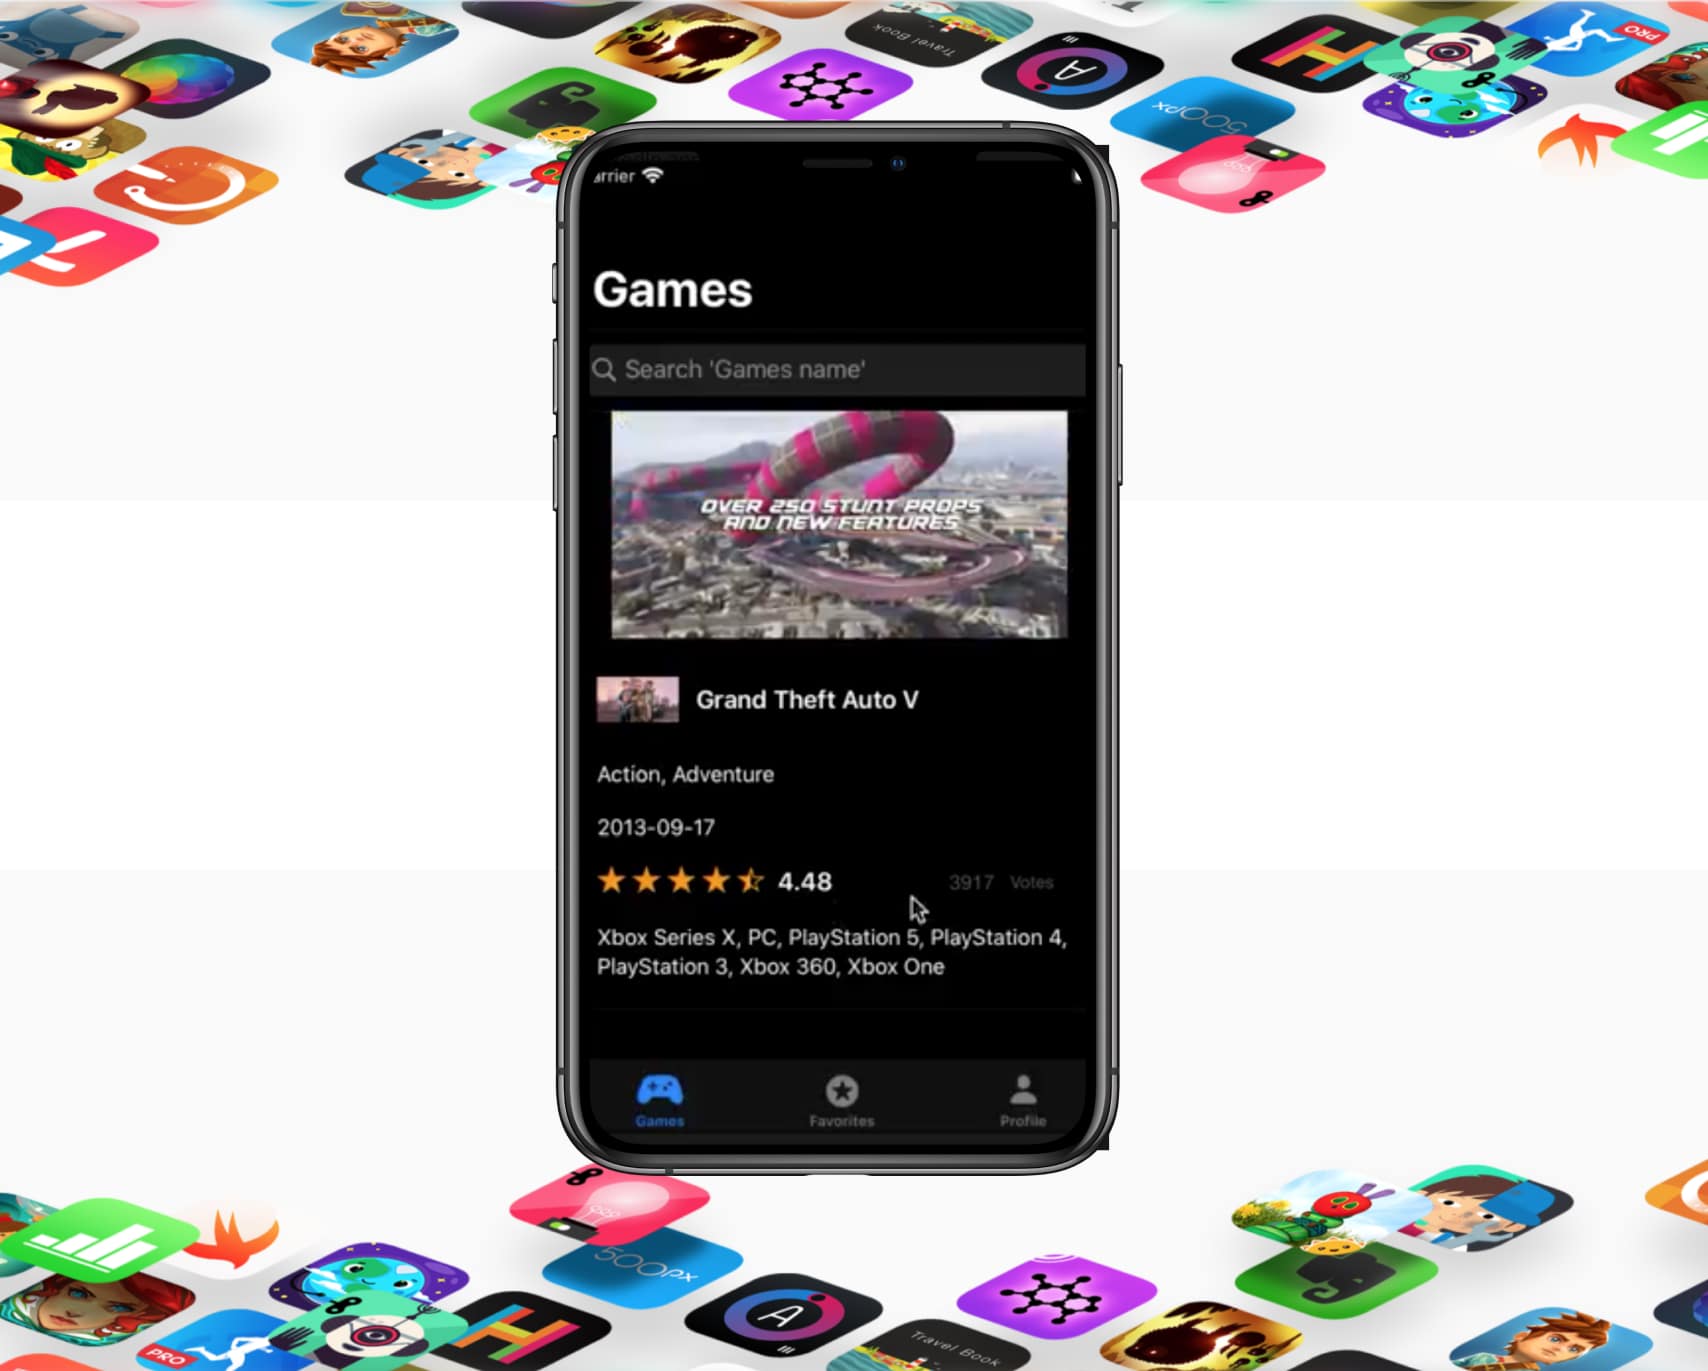 Travel Book
PRO
500px
arrier
Games
Search 'Games name'
OVER 250 STUNT PROPS
AND NEW FEATURES
Grand Theft Auto V
Action, Adventure
2013-09-17
4.48
3917 Votes
Xbox Series X, PC, PlayStation 5, PlayStation 4,
PlayStation 3, Xbox 360, Xbox One
Games
Favorites
Profile
500px
PRO
Travel Book